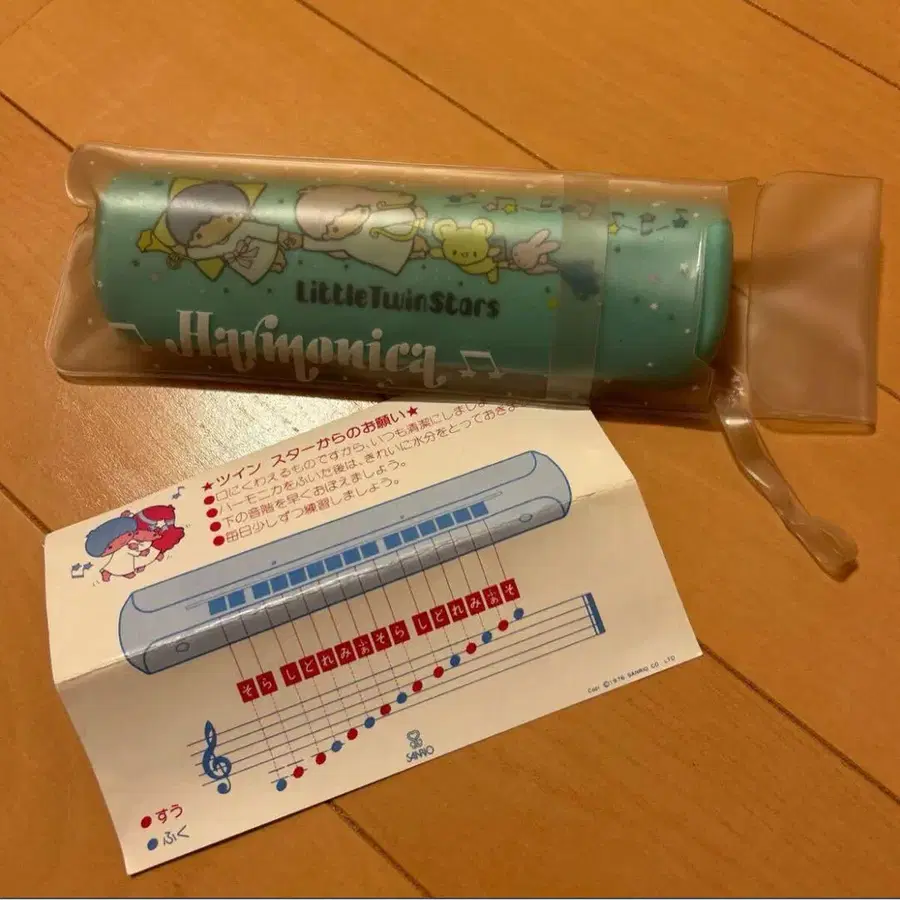 LittleTwinStars
Harmonica
★ツイン スターからのお願い★
●口にくわえるものですから、いつも清潔にしましょ
●ハーモニカをふいた後は、きれいに水分をとっておきま
●下の音階を早くおぼえましょう。
●毎日少しずつ練習しましょう。
そ ら し ど れ み ふぁ そ ら し ど れ み ふぁ そ
©1976 SANRIO CO., LTD
SANRIO
●すう
●ふく